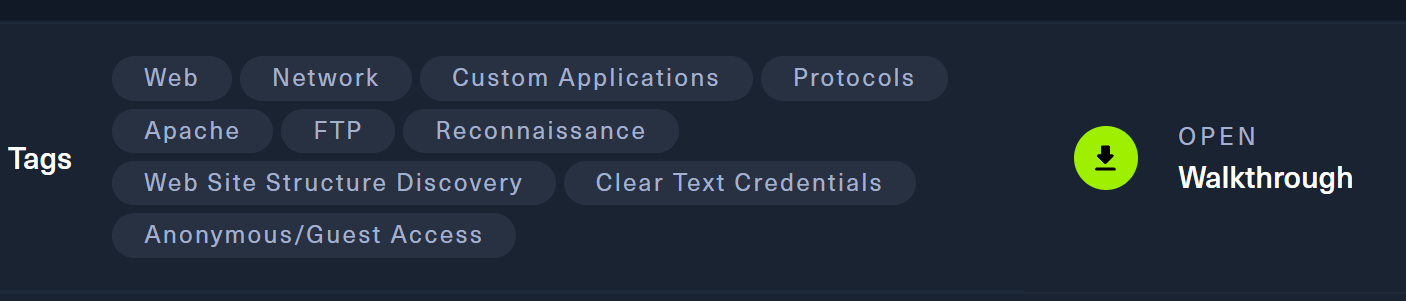 Tags
Web Network Custom Applications Protocols
Apache FTP Reconnaissance
Web Site Structure Discovery Clear Text Credentials
Anonymous/Guest Access
OPEN
Walkthrough